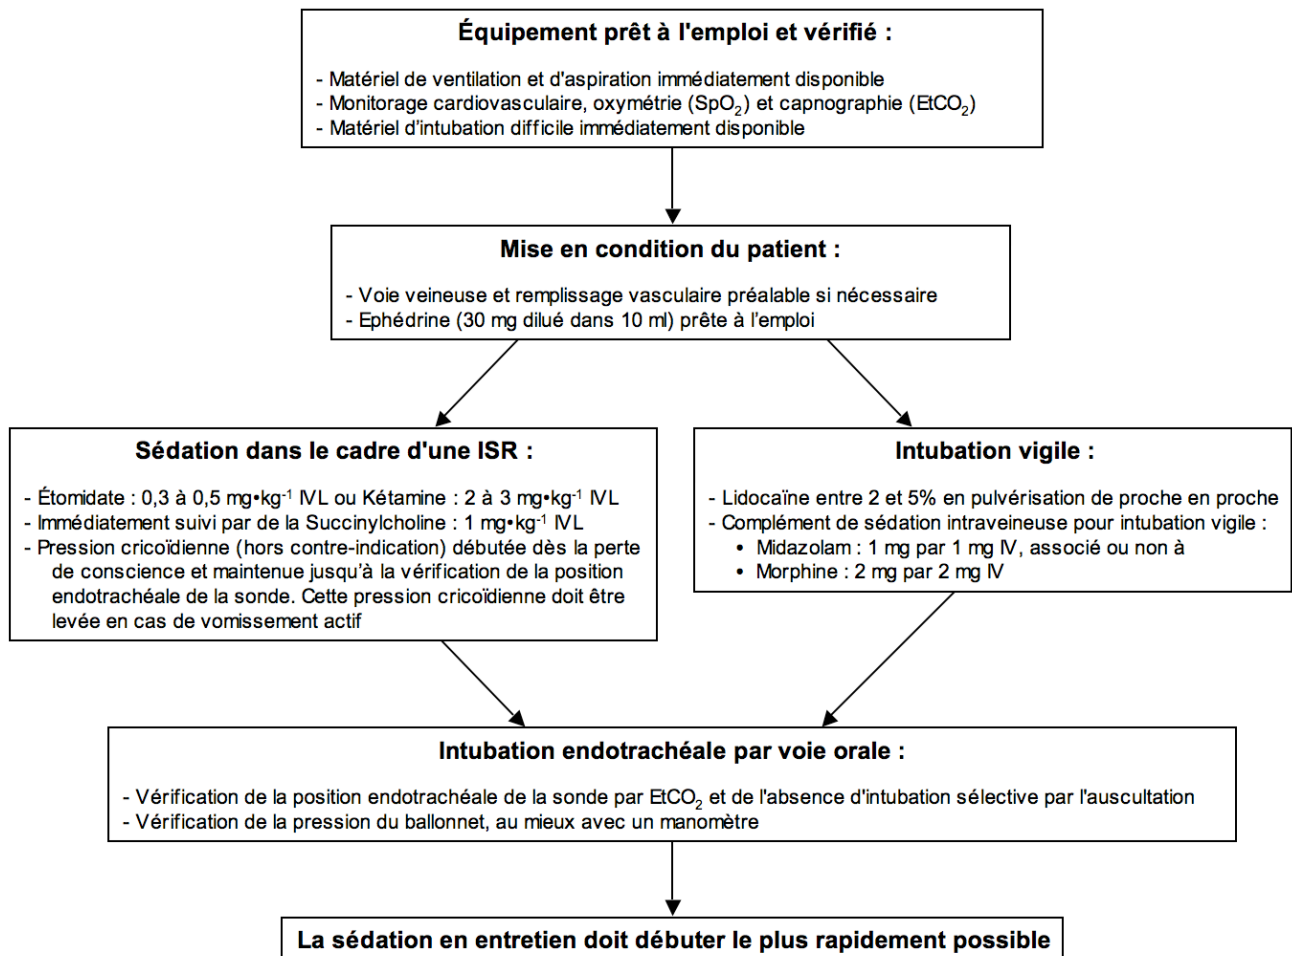 Équipement prêt à l'emploi et vérifié :
- Matériel de ventilation et d'aspiration immédiatement disponible
- Monitorage cardiovasculaire, oxymétrie (SpO₂) et capnographie (EtCO₂)
- Matériel d'intubation difficile immédiatement disponible
Mise en condition du patient :
- Voie veineuse et remplissage vasculaire préalable si nécessaire
- Ephédrine (30 mg dilué dans 10 ml) prête à l'emploi
Sédation dans le cadre d'une ISR :
- Étomidate : 0,3 à 0,5 mg•kg⁻¹ IVL ou Kétamine : 2 à 3 mg•kg⁻¹ IVL
- Immédiatement suivi par de la Succinylcholine : 1 mg•kg⁻¹ IVL
- Pression cricoïdienne (hors contre-indication) débutée dès la perte
de conscience et maintenue jusqu'à la vérification de la position
endotrachéale de la sonde. Cette pression cricoïdienne doit être
levée en cas de vomissement actif
Intubation vigile :
- Lidocaïne entre 2 et 5% en pulvérisation de proche en proche
- Complément de sédation intraveineuse pour intubation vigile :
• Midazolam : 1 mg par 1 mg IV, associé ou non à
• Morphine : 2 mg par 2 mg IV
Intubation endotrachéale par voie orale :
- Vérification de la position endotrachéale de la sonde par EtCO₂ et de l'absence d'intubation sélective par l'auscultation
- Vérification de la pression du ballonnet, au mieux avec un manomètre
La sédation en entretien doit débuter le plus rapidement possible